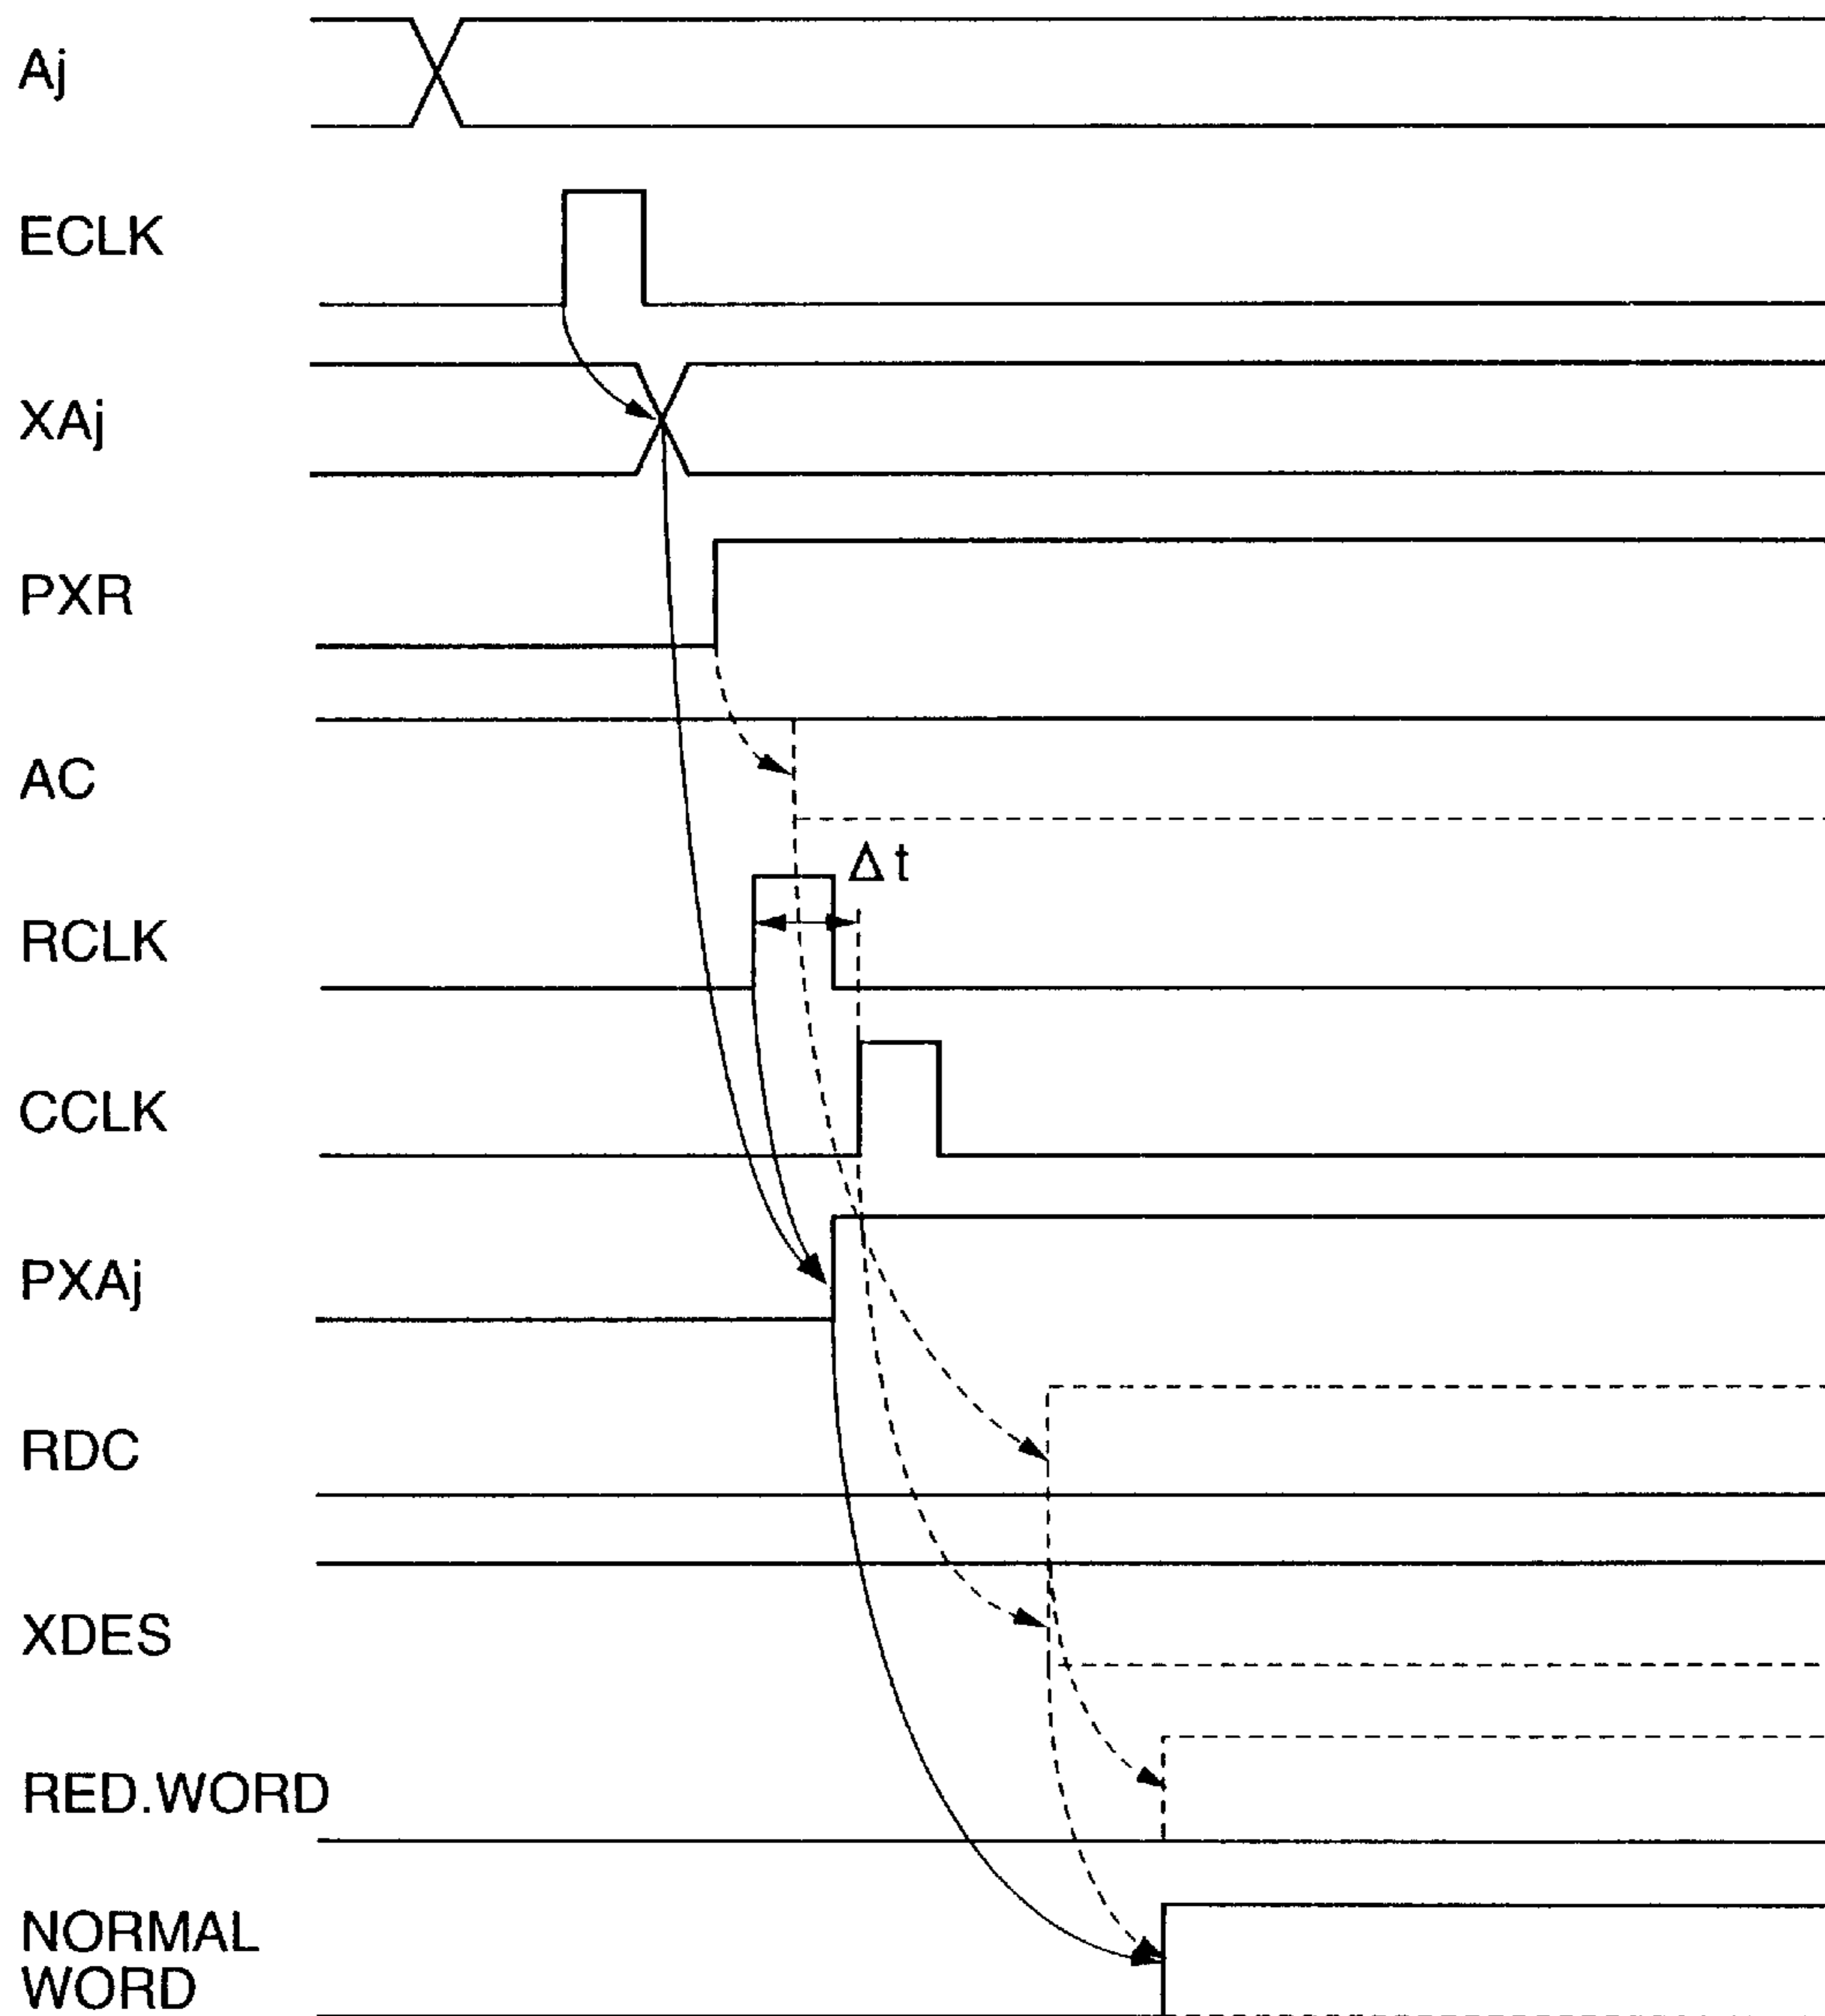 Aj
ECLK
XAj
PXR
AC
Δt
RCLK
CCLK
PXAj
RDC
XDES
RED.WORD
NORMAL
WORD